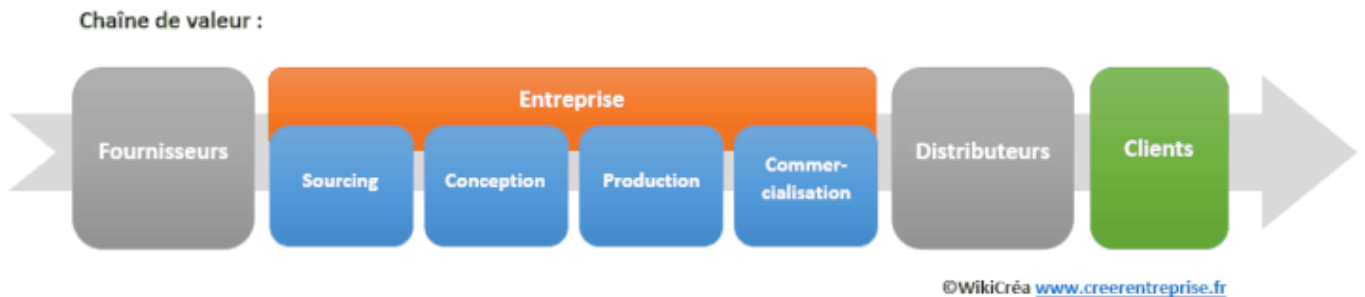 Chaîne de valeur :
Entreprise
Fournisseurs
Sourcing
Conception
Production
Commer-
cialisation
Distributeurs
Clients
©WikiCréa www.creerentreprise.fr